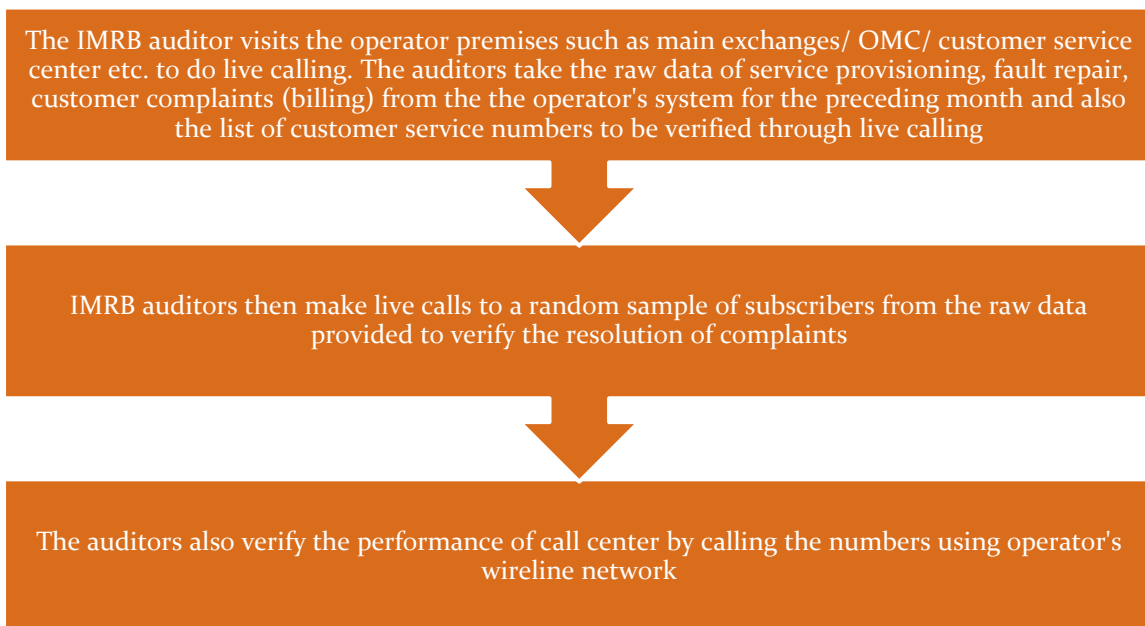 The IMRB auditor visits the operator premises such as main exchanges/ OMC/ customer service
center etc. to do live calling. The auditors take the raw data of service provisioning, fault repair,
customer complaints (billing) from the the operator's system for the preceding month and also
the list of customer service numbers to be verified through live calling
IMRB auditors then make live calls to a random sample of subscribers from the raw data
provided to verify the resolution of complaints
The auditors also verify the performance of call center by calling the numbers using operator's
wireline network